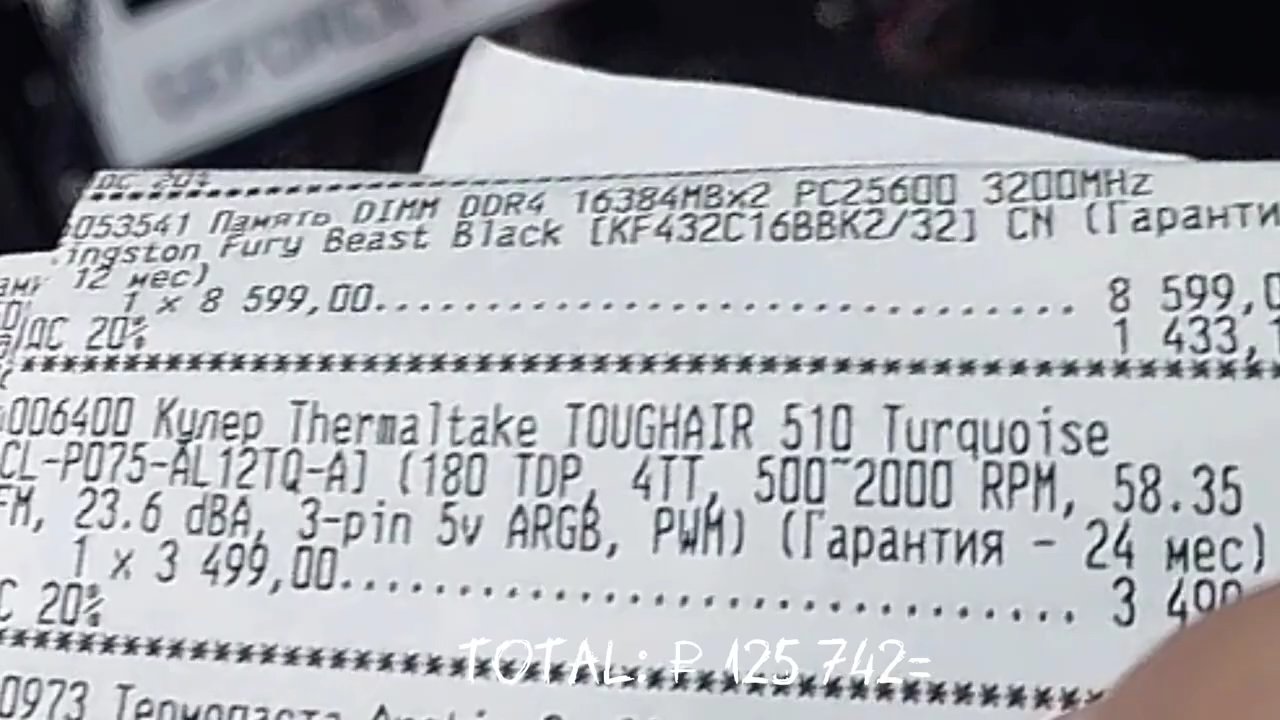 ДС 20%
053541 Память DIMM DDR4 16384MBx2 PC25600 3200MHz
ingston Fury Beast Black [KF432C16BBK2/32] CN (Гаранти
12 мес)
1 x 8 599,00.................................... 8 599,0
ДС 20% 1 433,1
************************************************
006400 Кулер Thermaltake TOUGHAIR 510 Turquoise
CL-P075-AL12TQ-A] (180 TDP, 4TT, 500~2000 RPM, 58.35
FM, 23.6 dBA, 3-pin 5v ARGB, PWM) (Гарантия - 24 мес)
1 x 3 499,00.................................... 3 499
С 20%
************************************************
TOTAL: ₽ 125 742=
0973 Термопаста